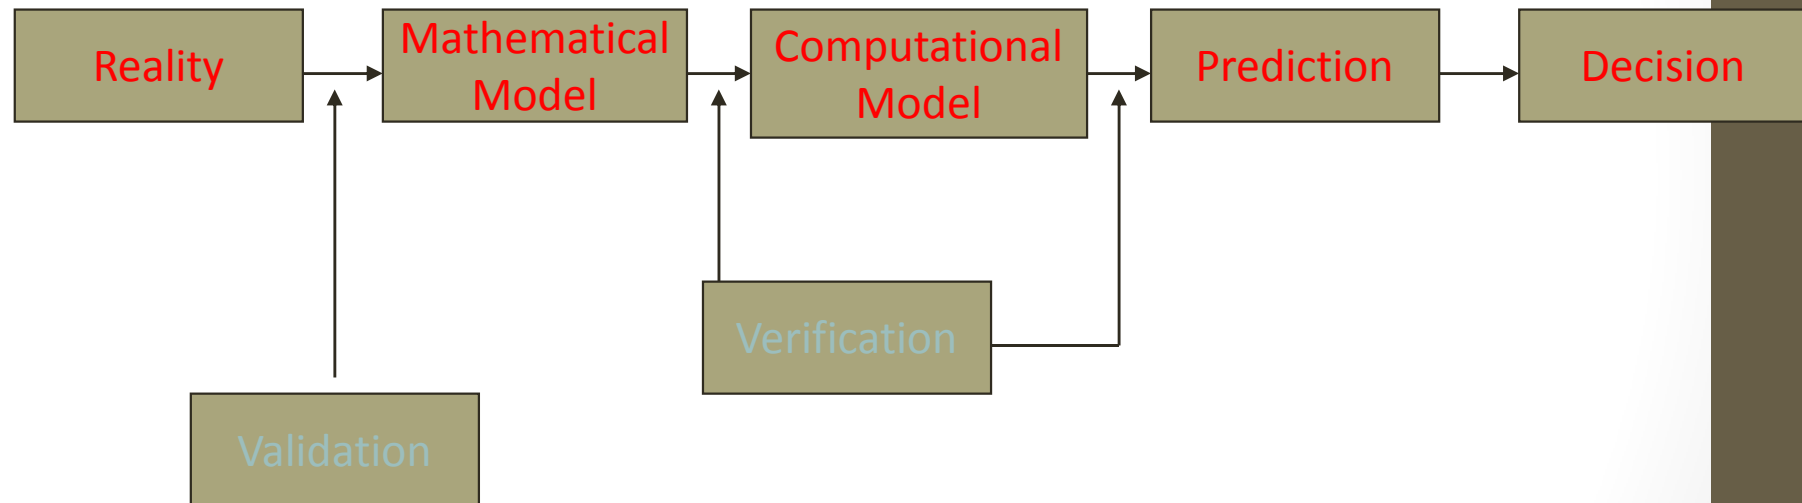 Reality
Mathematical
Model
Computational
Model
Prediction
Decision
Verification
Validation